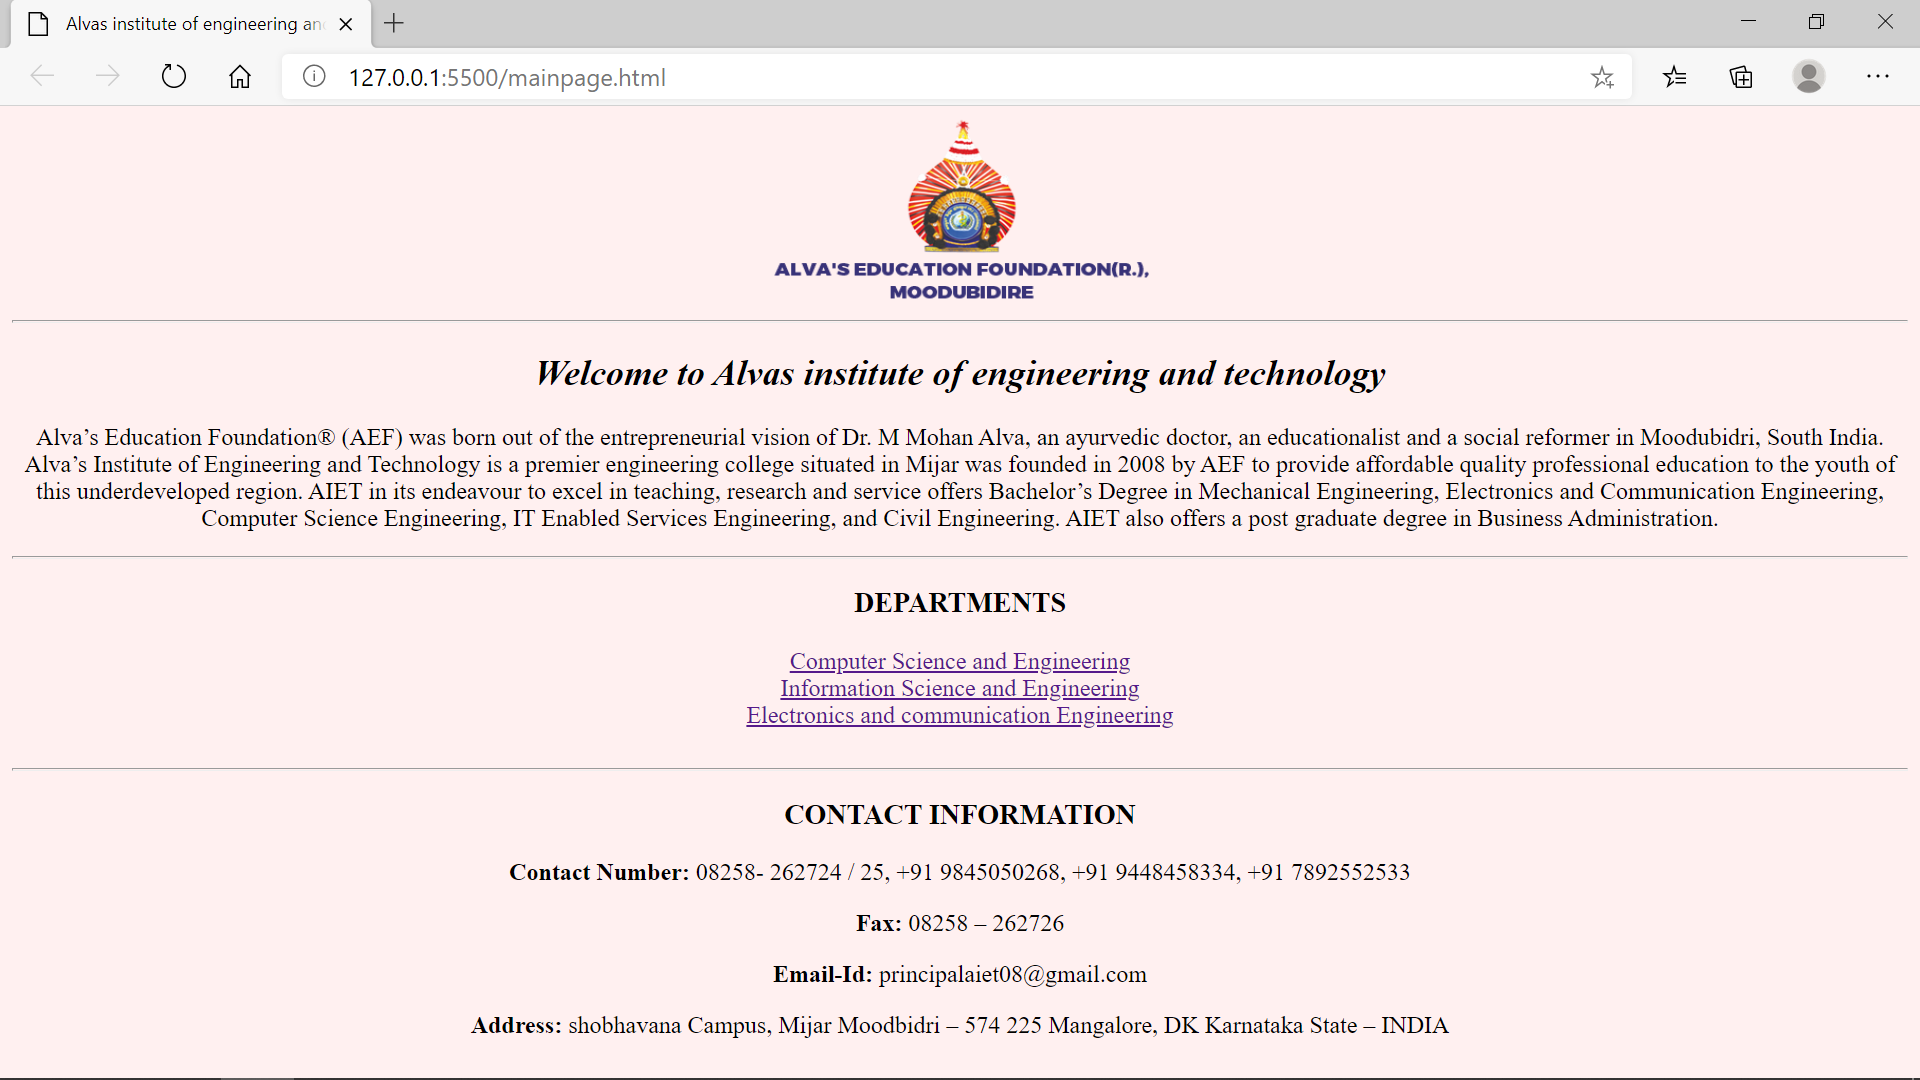 Alvas institute of engineering an
127.0.0.1:5500/mainpage.html
ALVA'S EDUCATION FOUNDATION(R.),
MOODUBIDIRE
Welcome to Alvas institute of engineering and technology
Alva’s Education Foundation® (AEF) was born out of the entrepreneurial vision of Dr. M Mohan Alva, an ayurvedic doctor, an educationalist and a social reformer in Moodubidri, South India.
Alva’s Institute of Engineering and Technology is a premier engineering college situated in Mijar was founded in 2008 by AEF to provide affordable quality professional education to the youth of
this underdeveloped region. AIET in its endeavour to excel in teaching, research and service offers Bachelor’s Degree in Mechanical Engineering, Electronics and Communication Engineering,
Computer Science Engineering, IT Enabled Services Engineering, and Civil Engineering. AIET also offers a post graduate degree in Business Administration.
DEPARTMENTS
Computer Science and Engineering
Information Science and Engineering
Electronics and communication Engineering
CONTACT INFORMATION
Contact Number: 08258- 262724 / 25, +91 9845050268, +91 9448458334, +91 7892552533
Fax: 08258 – 262726
Email-Id: principalaiet08@gmail.com
Address: shobhavana Campus, Mijar Moodbidri – 574 225 Mangalore, DK Karnataka State – INDIA